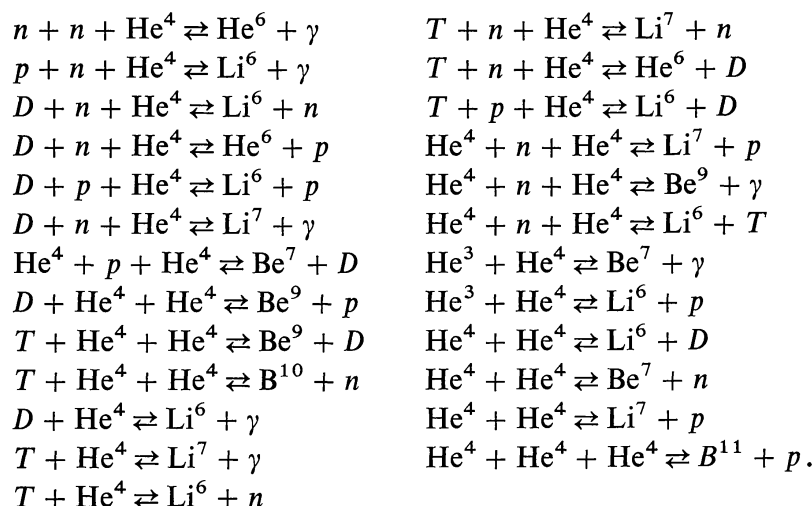 n + n + He⁴ ⇄ He⁶ + γ
p + n + He⁴ ⇄ Li⁶ + γ
D + n + He⁴ ⇄ Li⁶ + n
D + n + He⁴ ⇄ He⁶ + p
D + p + He⁴ ⇄ Li⁶ + p
D + n + He⁴ ⇄ Li⁷ + γ
He⁴ + p + He⁴ ⇄ Be⁷ + D
D + He⁴ + He⁴ ⇄ Be⁹ + p
T + He⁴ + He⁴ ⇄ Be⁹ + D
T + He⁴ + He⁴ ⇄ B¹⁰ + n
D + He⁴ ⇄ Li⁶ + γ
T + He⁴ ⇄ Li⁷ + γ
T + He⁴ ⇄ Li⁶ + n
T + n + He⁴ ⇄ Li⁷ + n
T + n + He⁴ ⇄ He⁶ + D
T + p + He⁴ ⇄ Li⁶ + D
He⁴ + n + He⁴ ⇄ Li⁷ + p
He⁴ + n + He⁴ ⇄ Be⁹ + γ
He⁴ + n + He⁴ ⇄ Li⁶ + T
He³ + He⁴ ⇄ Be⁷ + γ
He³ + He⁴ ⇄ Li⁶ + p
He⁴ + He⁴ ⇄ Li⁶ + D
He⁴ + He⁴ ⇄ Be⁷ + n
He⁴ + He⁴ ⇄ Li⁷ + p
He⁴ + He⁴ + He⁴ ⇄ B¹¹ + p.